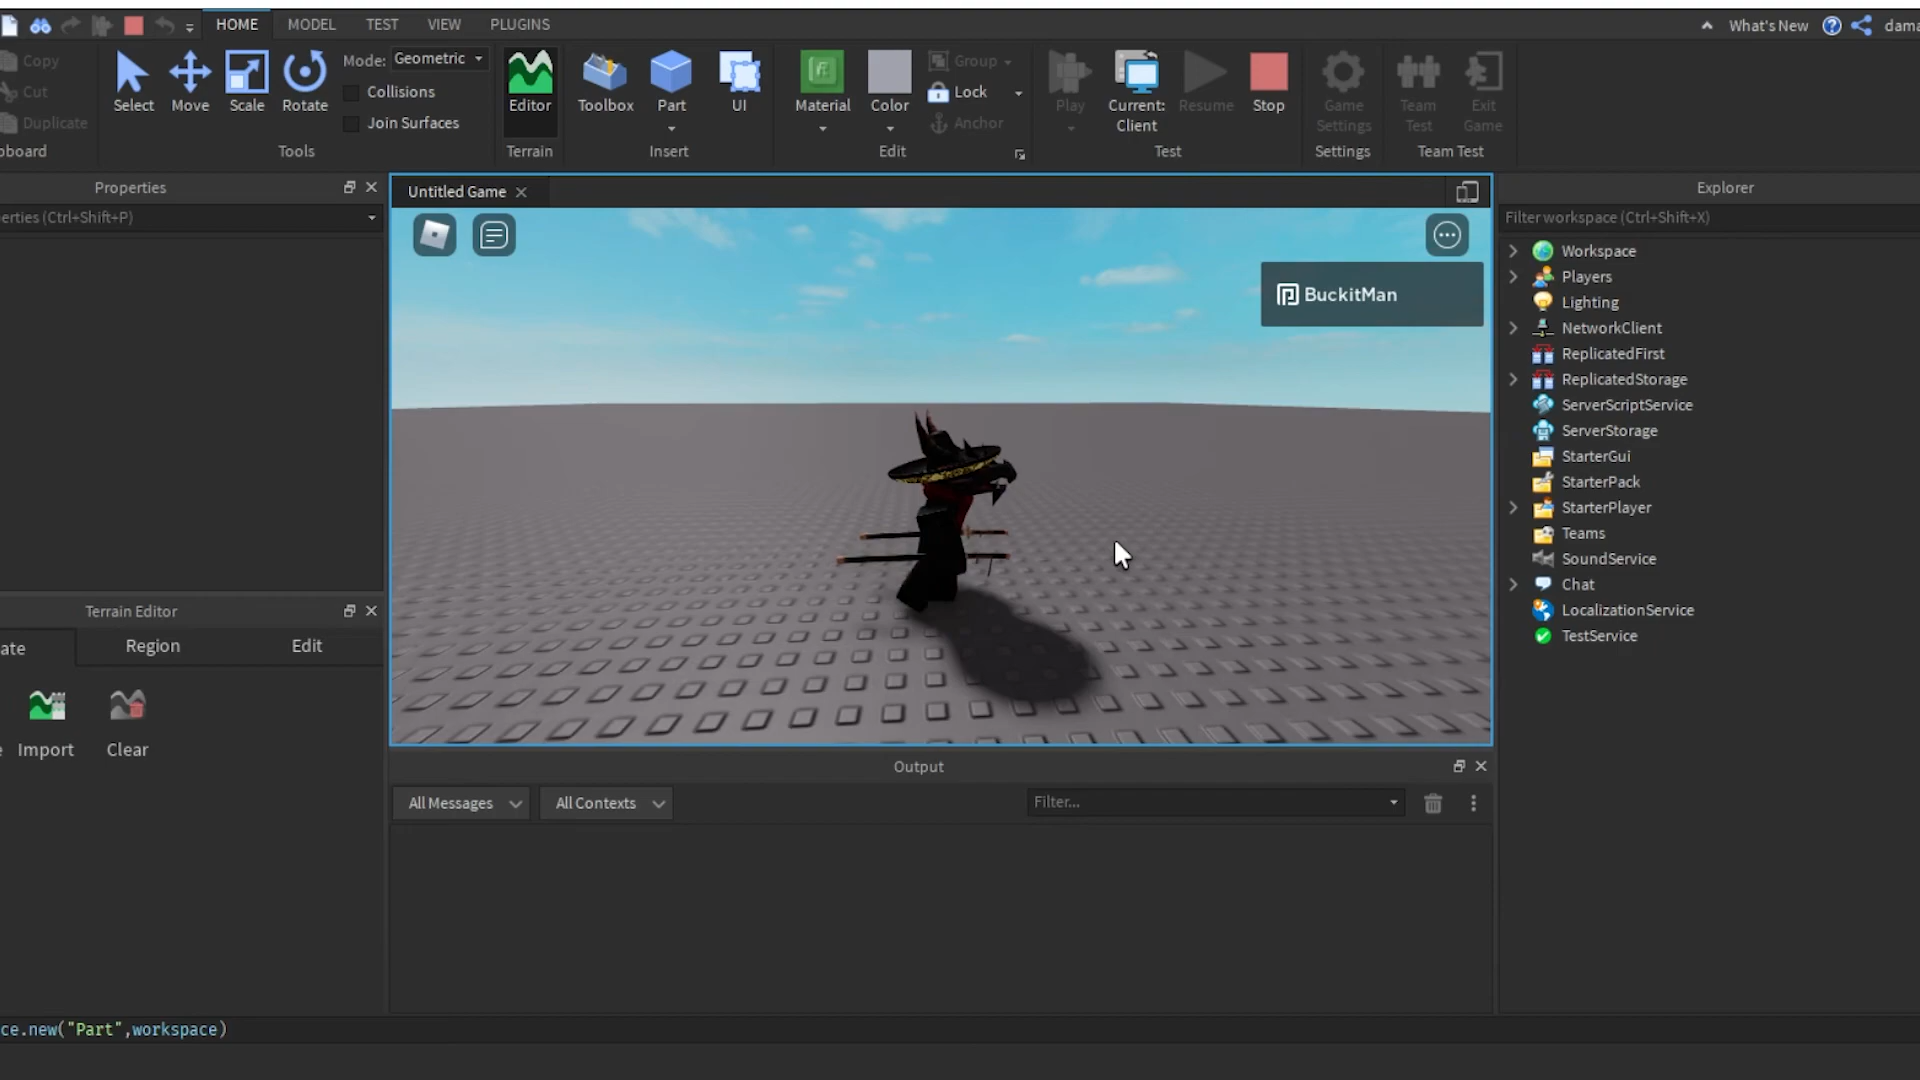 HOME MODEL TEST VIEW PLUGINS What's New dama
Copy
Cut
Duplicate
board
Select Move Scale Rotate
Mode: Geometric
Collisions
Join Surfaces
Tools
Editor
Terrain
Toolbox Part UI
Insert
Material Color
Group
Lock
Anchor
Edit
Play Current: Client Resume Stop
Test
Game Settings
Settings
Team Test Exit Game
Team Test
Properties
erties (Ctrl+Shift+P)
Untitled Game
BuckitMan
Explorer
Filter workspace (Ctrl+Shift+X)
Workspace
Players
Lighting
NetworkClient
ReplicatedFirst
ReplicatedStorage
ServerScriptService
ServerStorage
StarterGui
StarterPack
StarterPlayer
Teams
SoundService
Chat
LocalizationService
TestService
Terrain Editor
ate Region Edit
e Import Clear
Output
All Messages All Contexts Filter...
ce.new("Part",workspace)